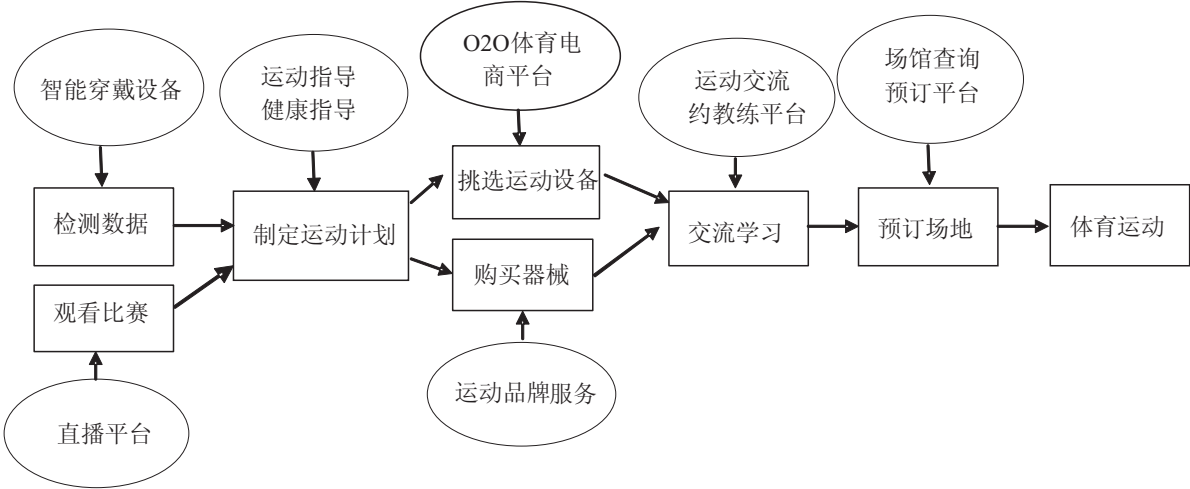 智能穿戴设备
运动指导
健康指导
O2O体育电
商平台
运动交流
约教练平台
场馆查询
预订平台
检测数据
制定运动计划
挑选运动设备
交流学习
预订场地
体育运动
观看比赛
购买器械
直播平台
运动品牌服务